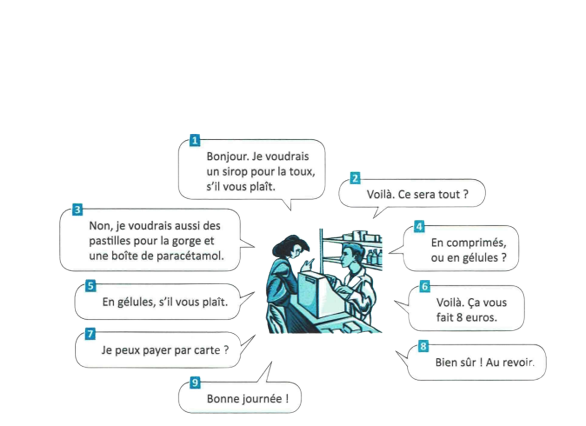 1
Bonjour. Je voudrais
un sirop pour la toux,
s'il vous plaît.
2
Voilà. Ce sera tout ?
3
Non, je voudrais aussi des
pastilles pour la gorge et
une boîte de paracétamol.
4
En comprimés,
ou en gélules ?
5
En gélules, s'il vous plaît.
6
Voilà. Ça vous
fait 8 euros.
7
Je peux payer par carte ?
8
Bien sûr ! Au revoir.
9
Bonne journée !